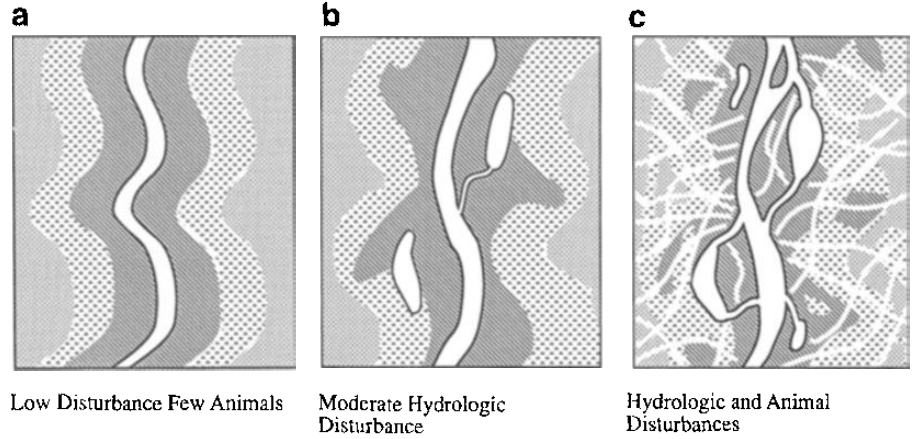 a
b
c
Low Disturbance Few Animals
Moderate Hydrologic
Disturbance
Hydrologic and Animal
Disturbances